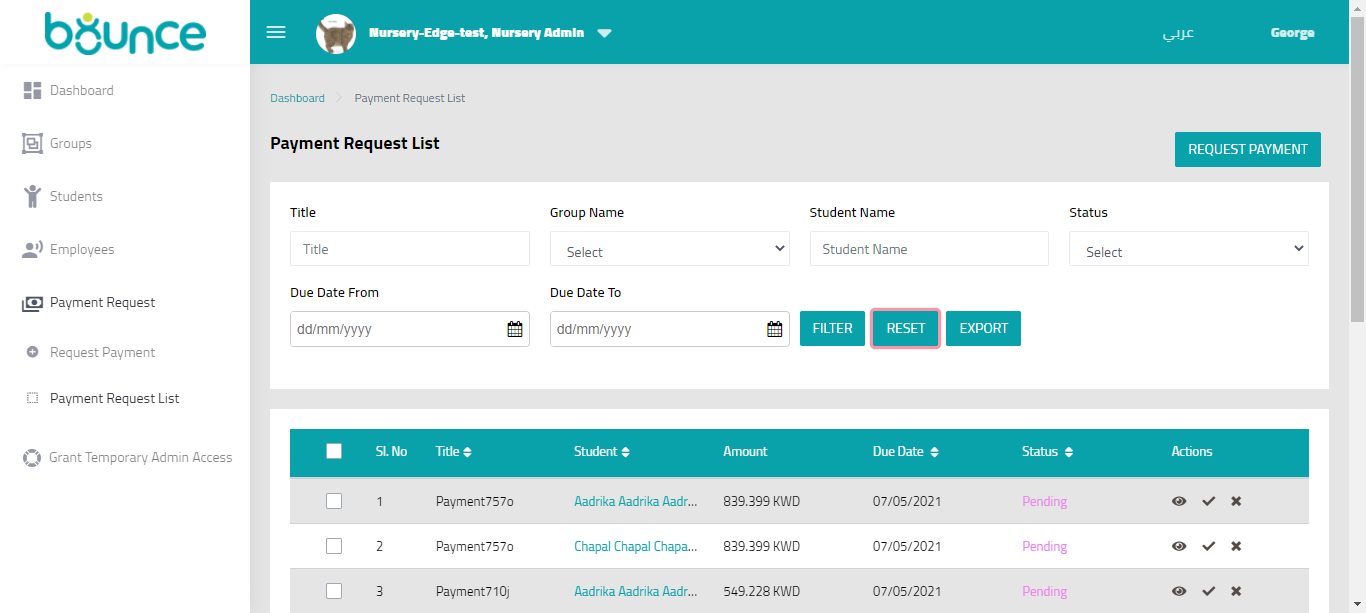 bounce
Nursery-Edge-test, Nursery Admin
عربي
George
Dashboard
Groups
Students
Employees
Payment Request
Request Payment
Payment Request List
Grant Temporary Admin Access
Dashboard > Payment Request List
Payment Request List
REQUEST PAYMENT
Title Group Name Student Name Status
Title Select Student Name Select
Due Date From Due Date To
dd/mm/yyyy dd/mm/yyyy FILTER RESET EXPORT
Sl. No Title Student Amount Due Date Status Actions
1 Payment757o Aadrika Aadrika Aadr... 839.399 KWD 07/05/2021 Pending
2 Payment757o Chapal Chapal Chapa... 839.399 KWD 07/05/2021 Pending
3 Payment710j Aadrika Aadrika Aadr... 549.228 KWD 07/05/2021 Pending